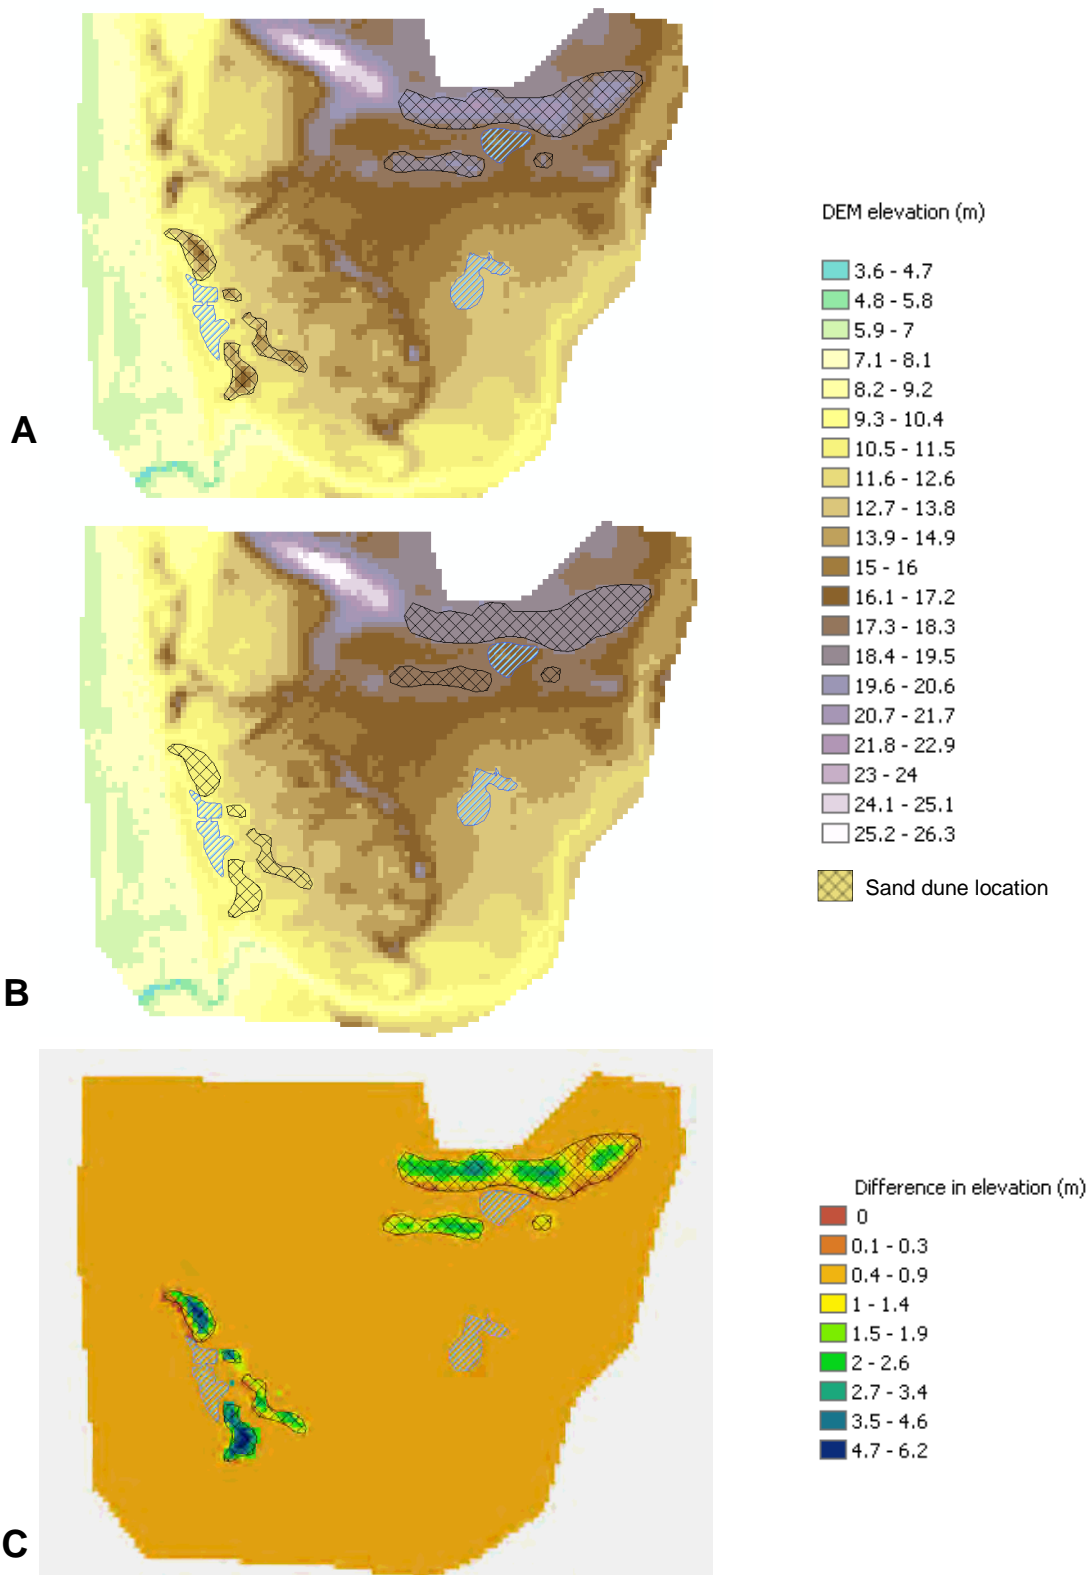 A
DEM elevation (m)
3.6 - 4.7
4.8 - 5.8
5.9 - 7
7.1 - 8.1
8.2 - 9.2
9.3 - 10.4
10.5 - 11.5
11.6 - 12.6
12.7 - 13.8
13.9 - 14.9
15 - 16
16.1 - 17.2
17.3 - 18.3
18.4 - 19.5
19.6 - 20.6
20.7 - 21.7
21.8 - 22.9
23 - 24
24.1 - 25.1
25.2 - 26.3
Sand dune location
B
C
Difference in elevation (m)
0
0.1 - 0.3
0.4 - 0.9
1 - 1.4
1.5 - 1.9
2 - 2.6
2.7 - 3.4
3.5 - 4.6
4.7 - 6.2